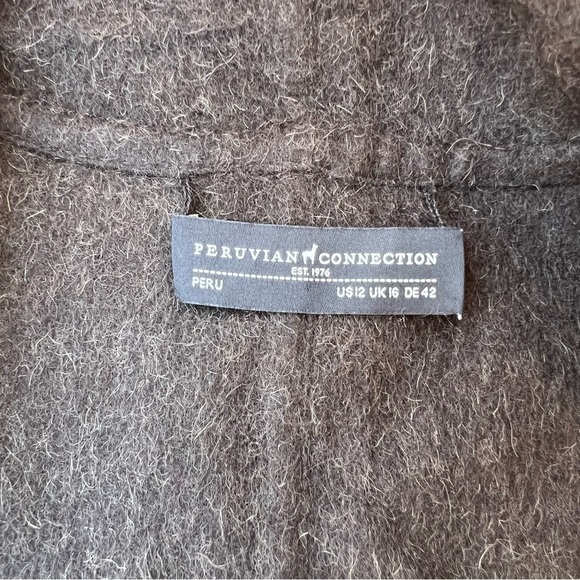 PERUVIAN CONNECTION
EST. 1976
PERU US12 UK16 DE42